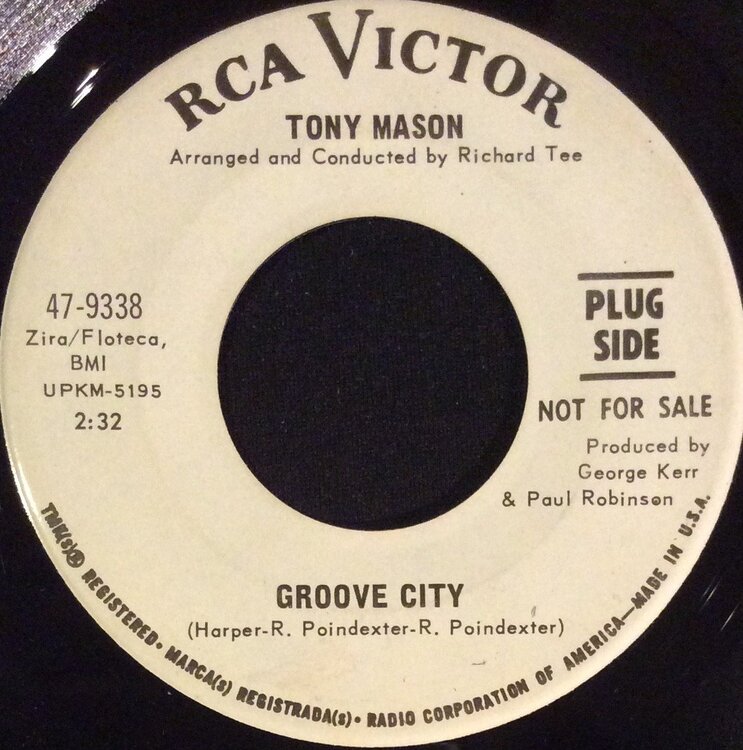 RCA VICTOR
TONY MASON
Arranged and Conducted by Richard Tee
47-9338
Zira/Floteca,
BMI
UPKM-5195
2:32
PLUG
SIDE
NOT FOR SALE
Produced by
George Kerr
& Paul Robinson
GROOVE CITY
(Harper-R. Poindexter-R. Poindexter)
TMK(s)® REGISTERED • MARCA(s) REGISTRADA(s) • RADIO CORPORATION OF AMERICA—MADE IN U.S.A.